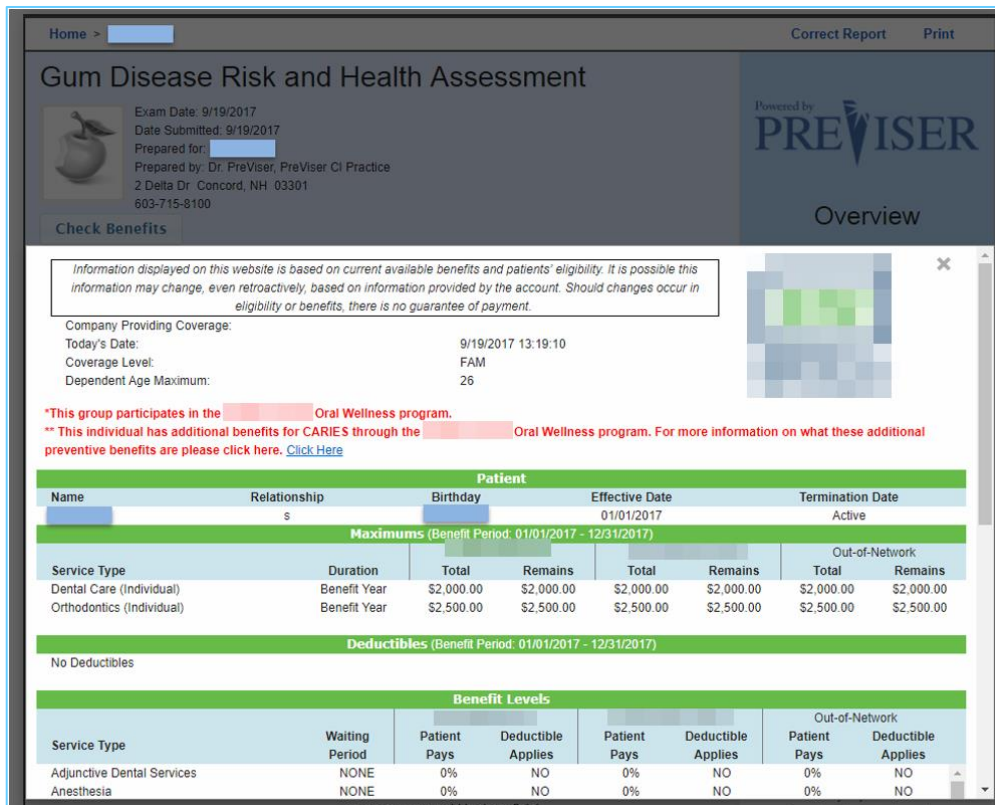 Home >
Correct Report Print
Gum Disease Risk and Health Assessment
Exam Date: 9/19/2017
Date Submitted: 9/19/2017
Prepared for:
Prepared by: Dr. PreViser, PreViser CI Practice
2 Delta Dr Concord, NH 03301
603-715-8100
Check Benefits
Powered by
PREVISER
Overview
Information displayed on this website is based on current available benefits and patients' eligibility. It is possible this
information may change, even retroactively, based on information provided by the account. Should changes occur in
eligibility or benefits, there is no guarantee of payment.
Company Providing Coverage:
Today's Date: 9/19/2017 13:19:10
Coverage Level: FAM
Dependent Age Maximum: 26
*This group participates in the Oral Wellness program.
** This individual has additional benefits for CARIES through the Oral Wellness program. For more information on what these additional
preventive benefits are please click here. Click Here
Patient
Name Relationship Birthday Effective Date Termination Date
s 01/01/2017 Active
Maximums (Benefit Period: 01/01/2017 - 12/31/2017)
Out-of-Network
Service Type Duration Total Remains Total Remains Total Remains
Dental Care (Individual) Benefit Year $2,000.00 $2,000.00 $2,000.00 $2,000.00 $2,000.00 $2,000.00
Orthodontics (Individual) Benefit Year $2,500.00 $2,500.00 $2,500.00 $2,500.00 $2,500.00 $2,500.00
Deductibles (Benefit Period: 01/01/2017 - 12/31/2017)
No Deductibles
Benefit Levels
Out-of-Network
Service Type Waiting Period Patient Pays Deductible Applies Patient Pays Deductible Applies Patient Pays Deductible Applies
Adjunctive Dental Services NONE 0% NO 0% NO 0% NO
Anesthesia NONE 0% NO 0% NO 0% NO